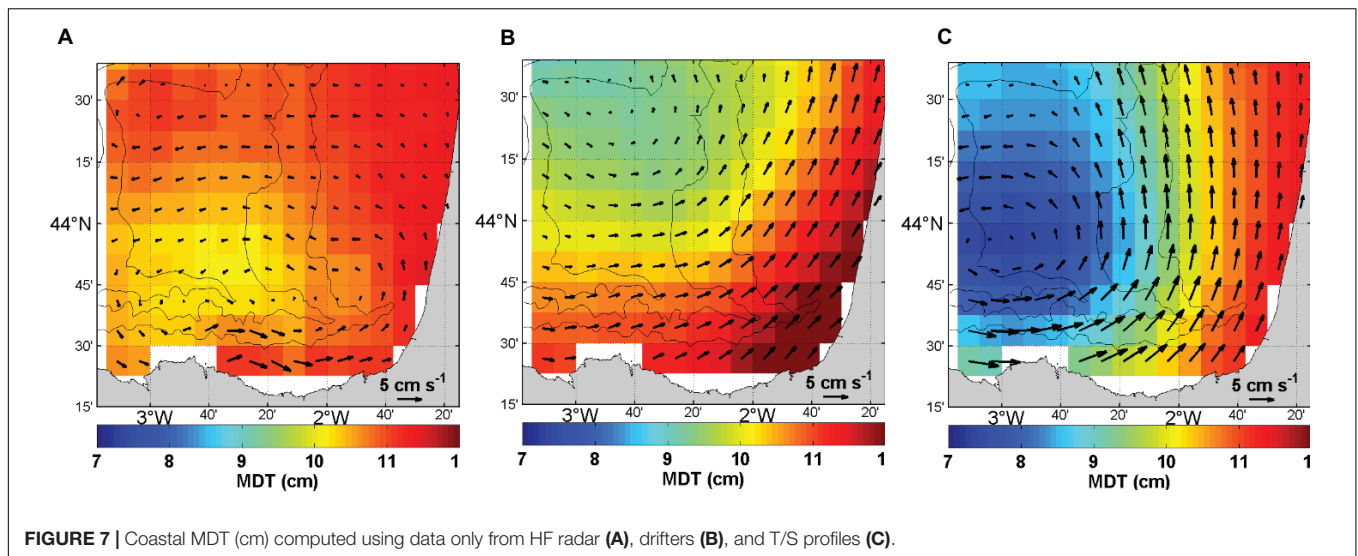 A
B
C
30'
15'
44°N
45'
30'
15'
3°W 40' 20' 2°W 20'
5 cm s-1
7 8 9 10 11 1
MDT (cm)
30'
15'
44°N
45'
30'
15'
3°W 40' 20' 2°W 20'
5 cm s-1
7 8 9 10 11 1
MDT (cm)
30'
15'
44°N
45'
30'
15'
3°W 40' 20' 2°W 20'
5 cm s-1
7 8 9 10 11 1
MDT (cm)
FIGURE 7 | Coastal MDT (cm) computed using data only from HF radar (A), drifters (B), and T/S profiles (C).